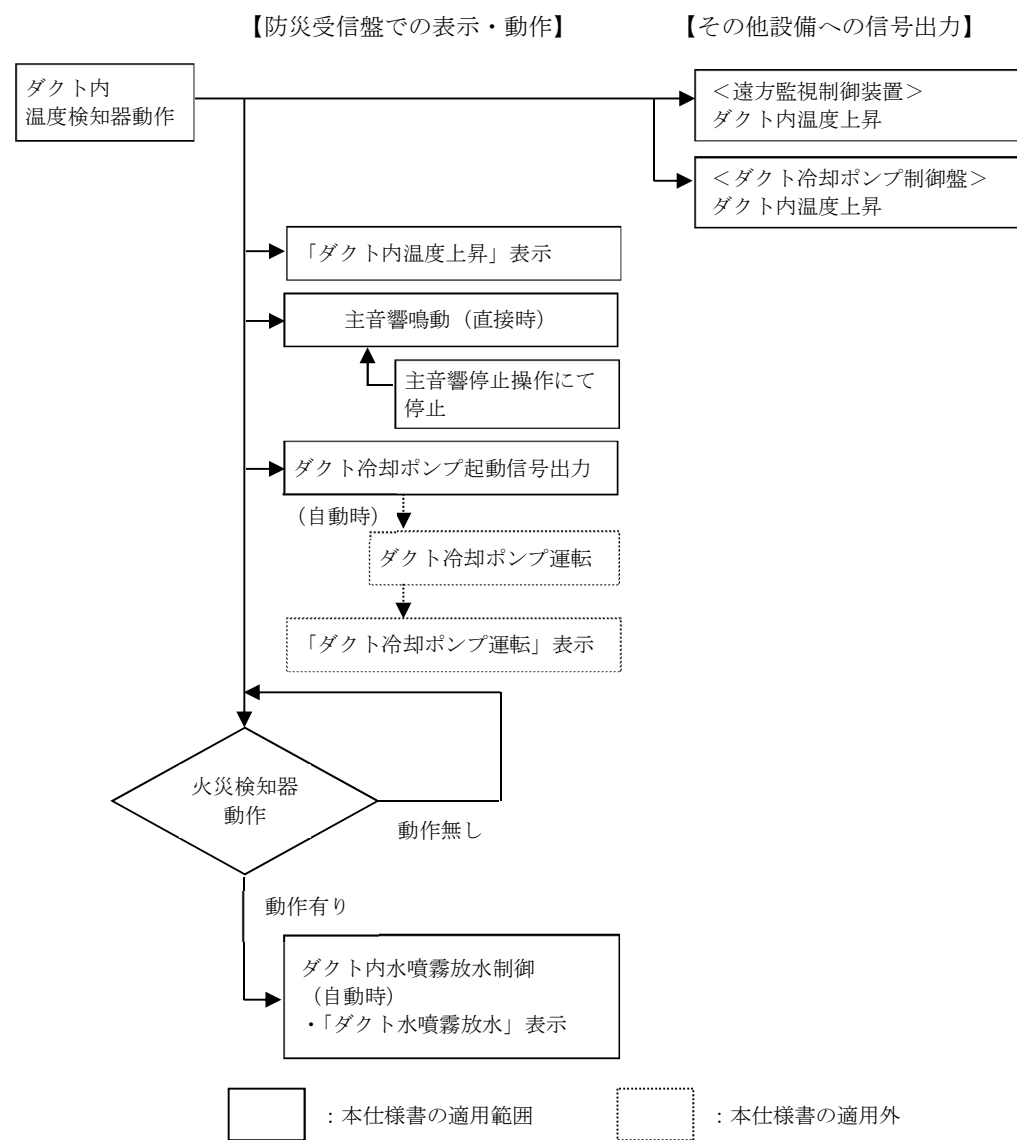 【防災受信盤での表示・動作】
【その他設備への信号出力】
ダクト内
温度検知器動作
＜遠方監視制御装置＞
ダクト内温度上昇
＜ダクト冷却ポンプ制御盤＞
ダクト内温度上昇
「ダクト内温度上昇」表示
主音響鳴動（直接時）
主音響停止操作にて
停止
ダクト冷却ポンプ起動信号出力
（自動時）
ダクト冷却ポンプ運転
「ダクト冷却ポンプ運転」表示
火災検知器
動作
動作無し
動作有り
ダクト内水噴霧放水制御
（自動時）
・「ダクト水噴霧放水」表示
：本仕様書の適用範囲
：本仕様書の適用外